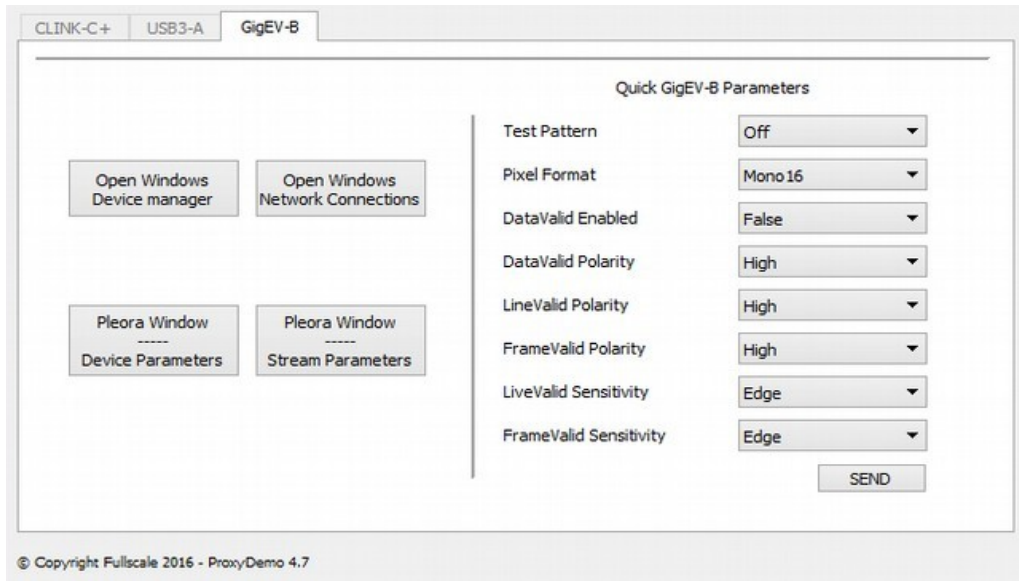 CLINK-C+ USB3-A GigEV-B
Quick GigEV-B Parameters
Open Windows
Device manager
Open Windows
Network Connections
Pleora Window
-----
Device Parameters
Pleora Window
-----
Stream Parameters
Test Pattern Off
Pixel Format Mono16
DataValid Enabled False
DataValid Polarity High
LineValid Polarity High
FrameValid Polarity High
LiveValid Sensitivity Edge
FrameValid Sensitivity Edge
SEND
© Copyright Fullscale 2016 - ProxyDemo 4.7